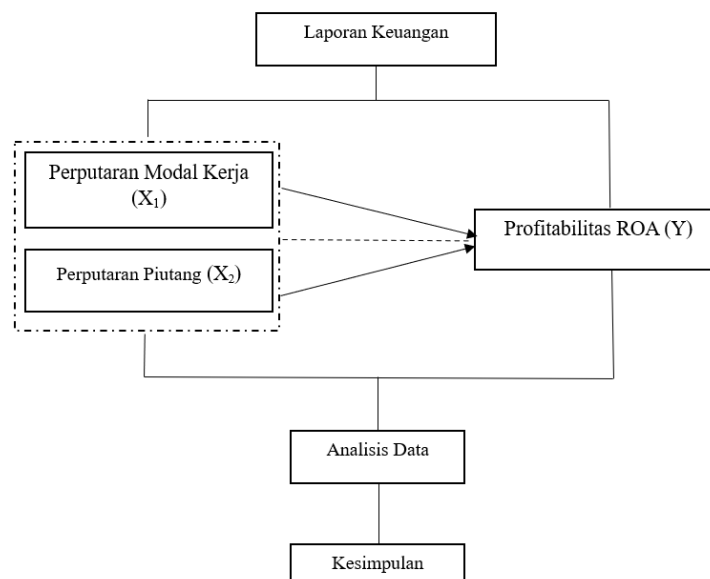 Laporan Keuangan
Perputaran Modal Kerja
(X₁)
Profitabilitas ROA (Y)
Perputaran Piutang (X₂)
Analisis Data
Kesimpulan